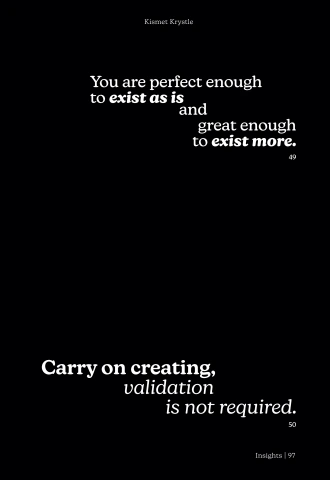 Kismet Krystle
You are perfect enough
to exist as is
and
great enough
to exist more.
49
Carry on creating,
validation
is not required.
50
Insights | 97